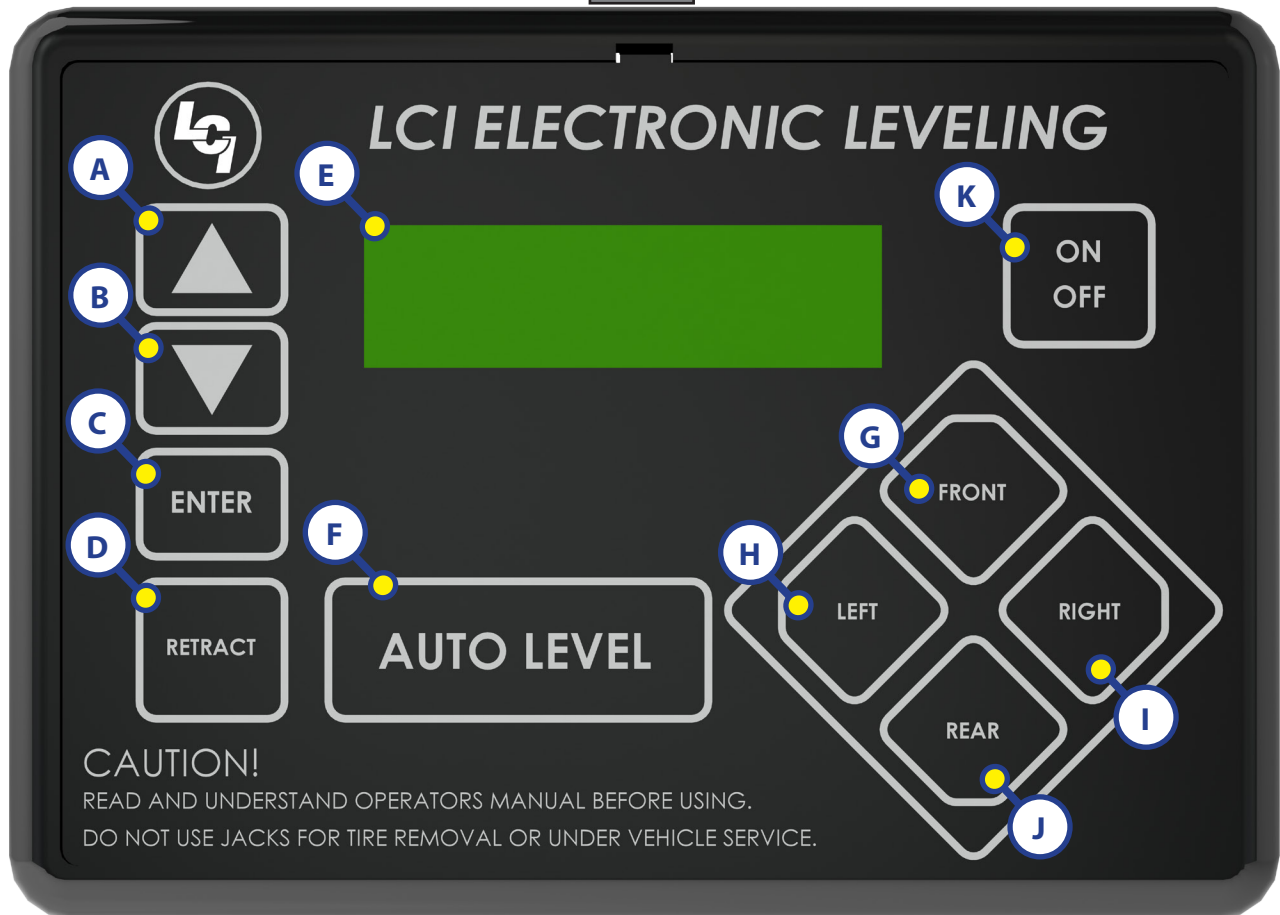 LCI
LCI ELECTRONIC LEVELING
A
E
K
ON
OFF
B
C
G
ENTER
FRONT
D
F
H
LEFT
RIGHT
RETRACT
AUTO LEVEL
I
REAR
J
CAUTION!
READ AND UNDERSTAND OPERATORS MANUAL BEFORE USING.
DO NOT USE JACKS FOR TIRE REMOVAL OR UNDER VEHICLE SERVICE.